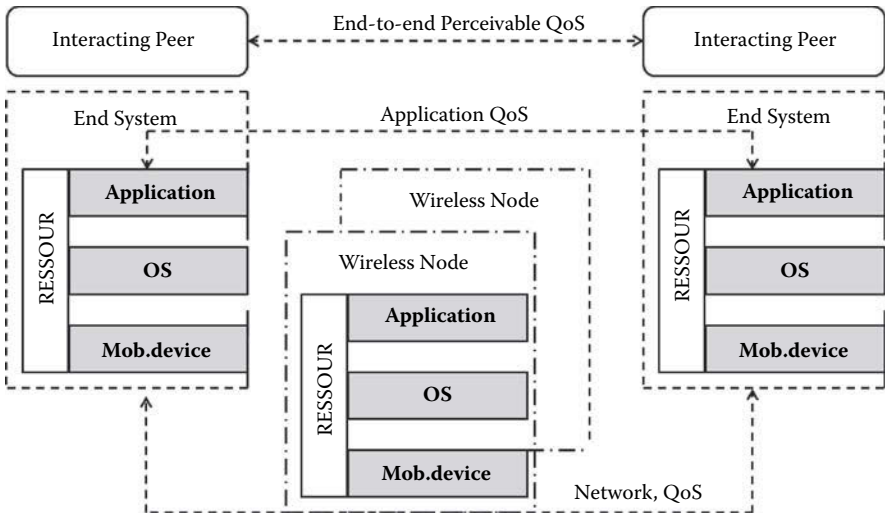 Interacting Peer
End-to-end Perceivable QoS
Interacting Peer
End System
Application QoS
End System
RESSOUR
Application
OS
Mob.device
Wireless Node
Wireless Node
RESSOUR
Application
OS
Mob.device
RESSOUR
Application
OS
Mob.device
Network, QoS